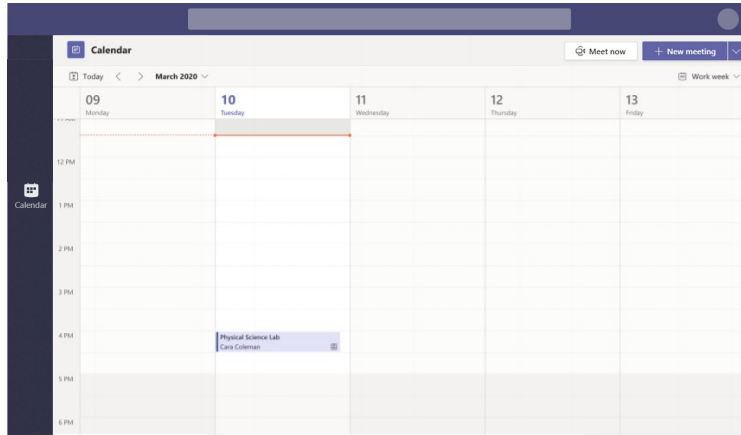 Calendar
Meet now
New meeting
Today
March 2020
Work week
09
Monday
10
Tuesday
11
Wednesday
12
Thursday
13
Friday
12 PM
Calendar
1 PM
2 PM
3 PM
4 PM
Physical Science Lab
Cara Coleman
5 PM
6 PM